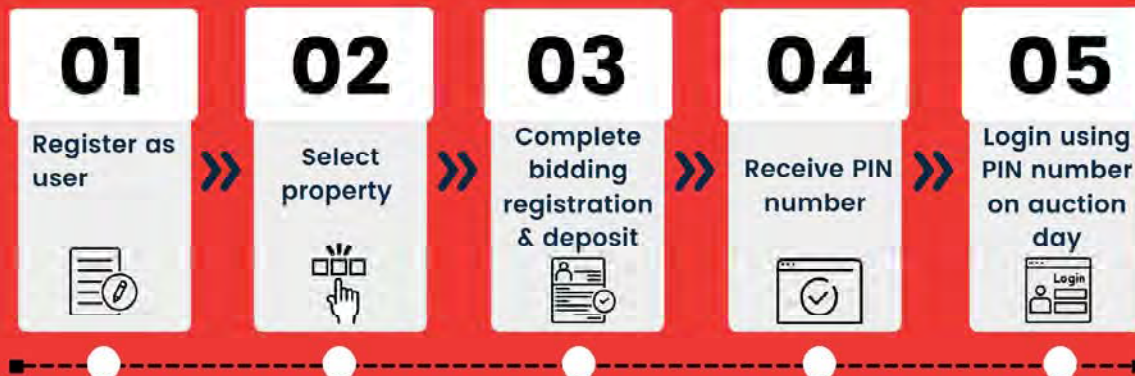 01
Register as
user
02
Select
property
03
Complete
bidding
registration
& deposit
04
Receive PIN
number
05
Login using
PIN number
on auction
day
Login